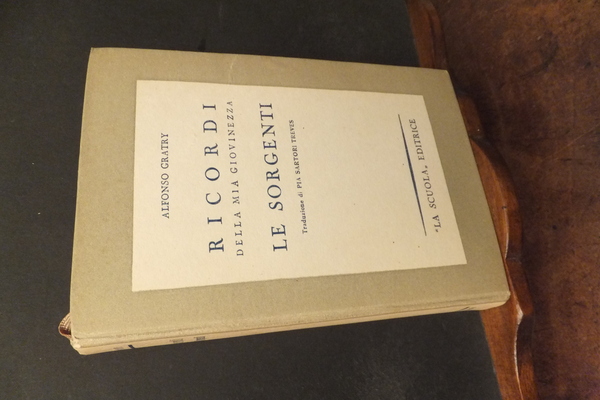 ALFONSO GRATRY
RICORDI
DELLA MIA GIOVINEZZA
LE SORGENTI
Traduzione di PIA SARTORI TREVES
"LA SCUOLA„ EDITRICE